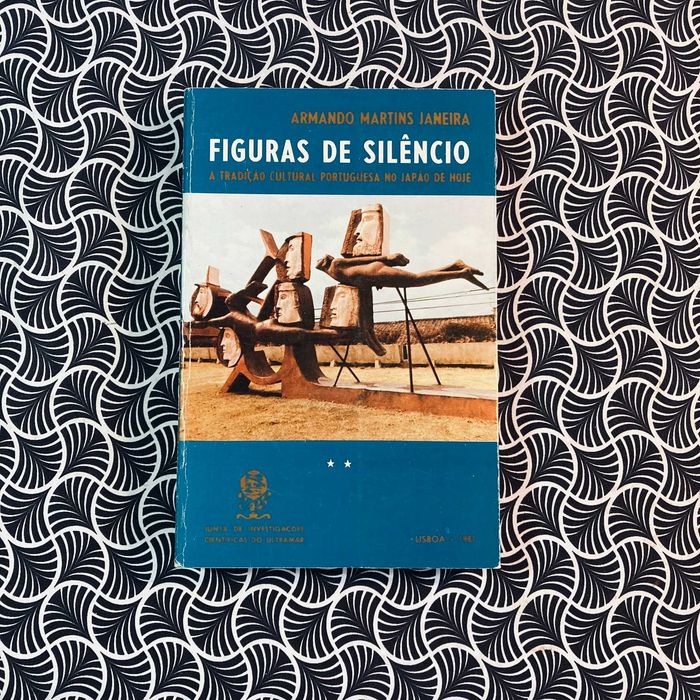 ARMANDO MARTINS JANEIRA
FIGURAS DE SILÊNCIO
A TRADIÇÃO CULTURAL PORTUGUESA NO JAPÃO DE HOJE
JUNTA DE INVESTIGAÇÕES
CIENTÍFICAS DO ULTRAMAR
• LISBOA - 1981